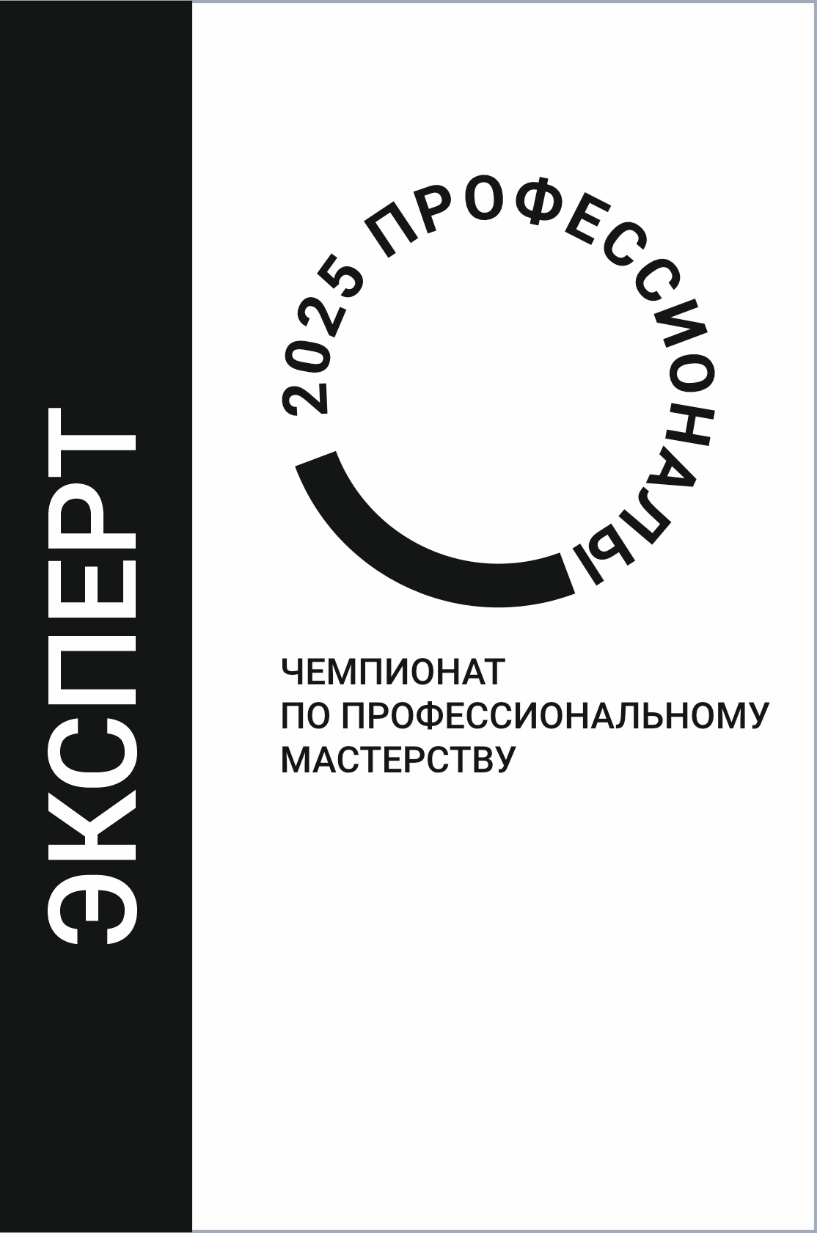 ЭКСПЕРТ
2025 ПРОФЕССИОНАЛЫ
ЧЕМПИОНАТ
ПО ПРОФЕССИОНАЛЬНОМУ
МАСТЕРСТВУ